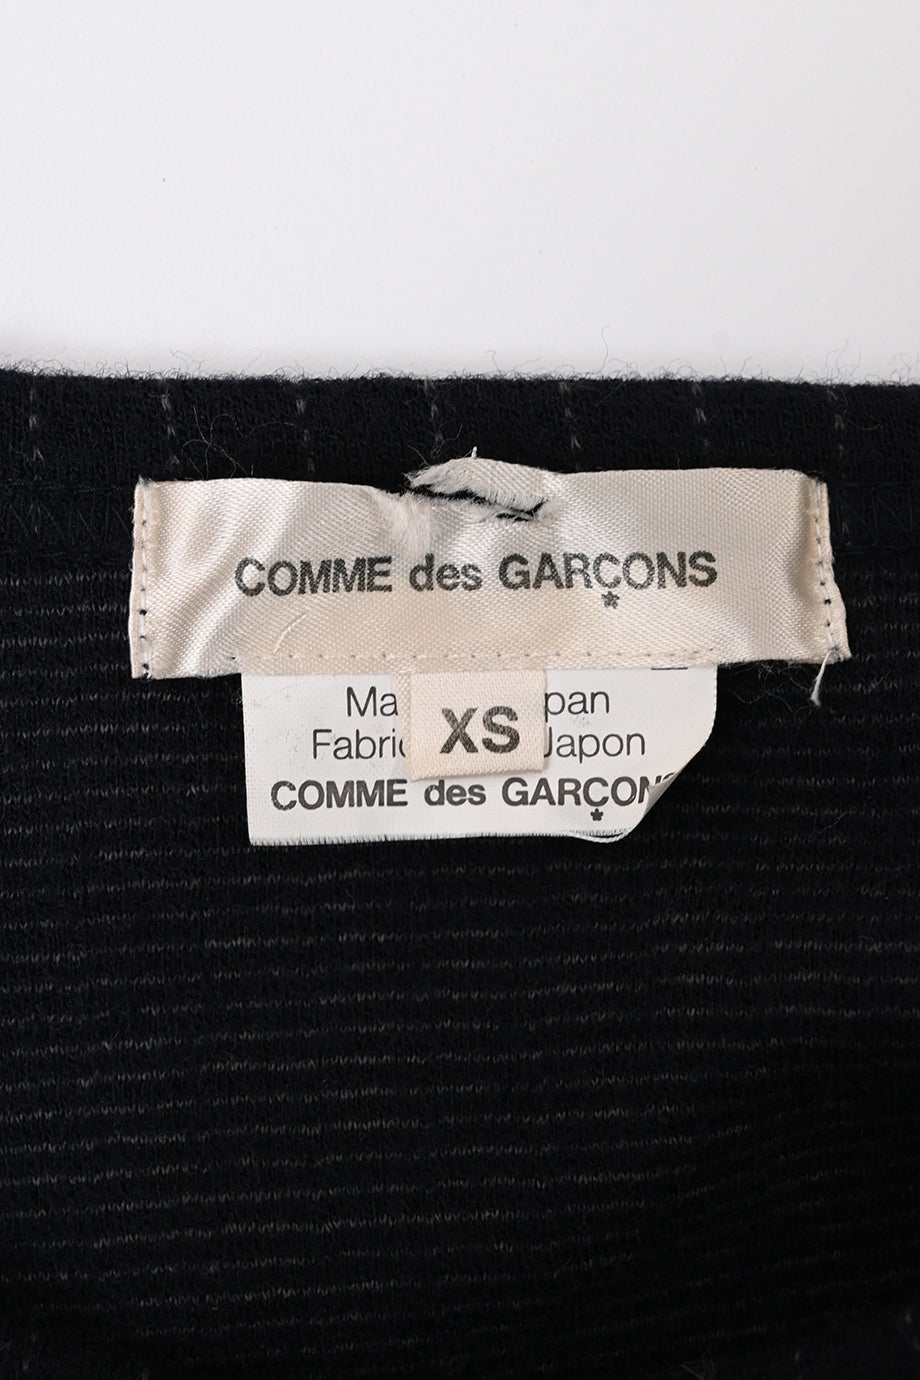 COMME des GARÇONS
XS
Ma pan
Fabric Japon
COMME des GARÇONS